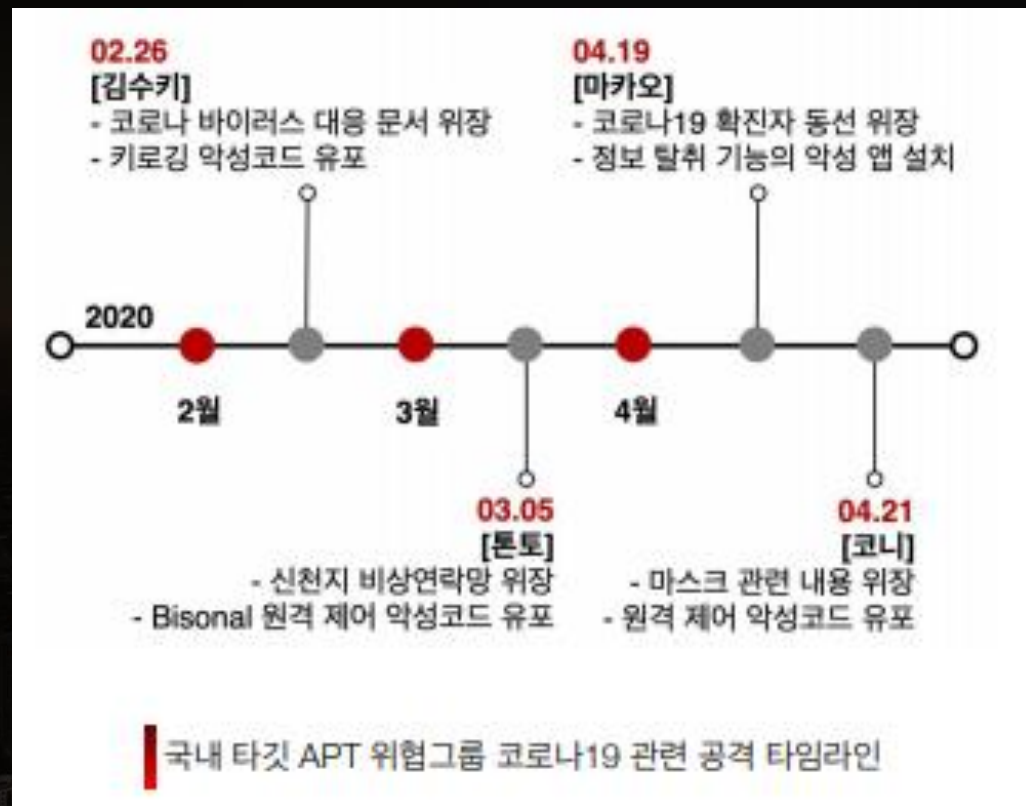 02.26
[김수키]
- 코로나 바이러스 대응 문서 위장
- 키로깅 악성코드 유포
04.19
[마카오]
- 코로나19 확진자 동선 위장
- 정보 탈취 기능의 악성 앱 설치
2020
2월
3월
4월
03.05
[톤토]
- 신천지 비상연락망 위장
- Bisonal 원격 제어 악성코드 유포
04.21
[코니]
- 마스크 관련 내용 위장
- 원격 제어 악성코드 유포
국내 타깃 APT 위협그룹 코로나19 관련 공격 타임라인